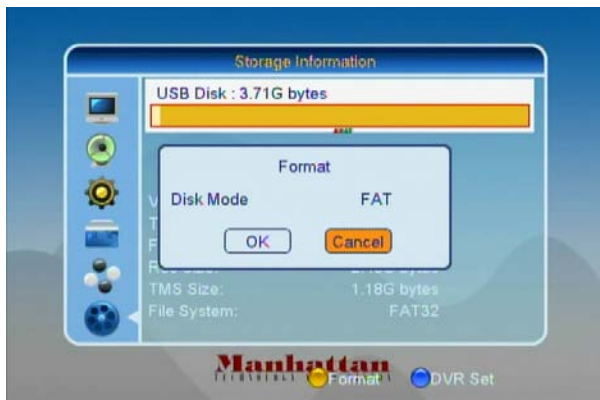 Storage Information
USB Disk : 3.71G bytes
Format
Disk Mode FAT
OK Cancel
TMS Size: 1.18G bytes
File System: FAT32
Manhattan
Format DVR Set